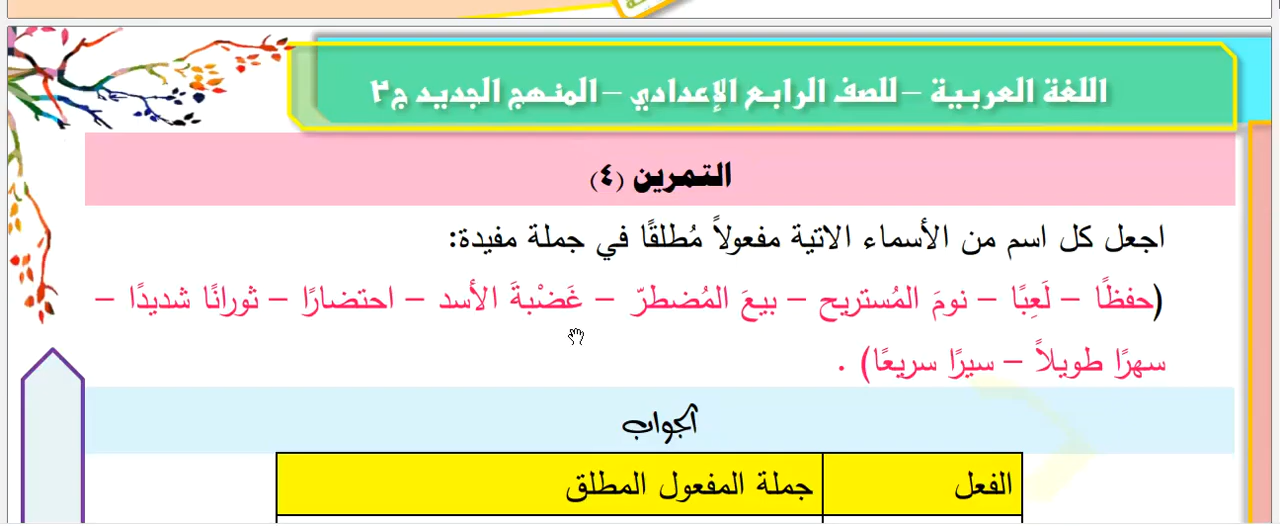 اللغة العربية – للصف الرابع الإعدادي – المنهج الجديد ج٢
التمرين (٤)
اجعل كل اسم من الأسماء الاتية مفعولاً مُطلقًا في جملة مفيدة:
(حفظًا – لَعِبًا – نومَ المُستريح – بيعَ المُضطرّ – غَضْبةَ الأسد – احتضارًا – ثورانًا شديدًا –
سهرًا طويلاً – سيرًا سريعًا) .
الجواب
الفعل جملة المفعول المطلق